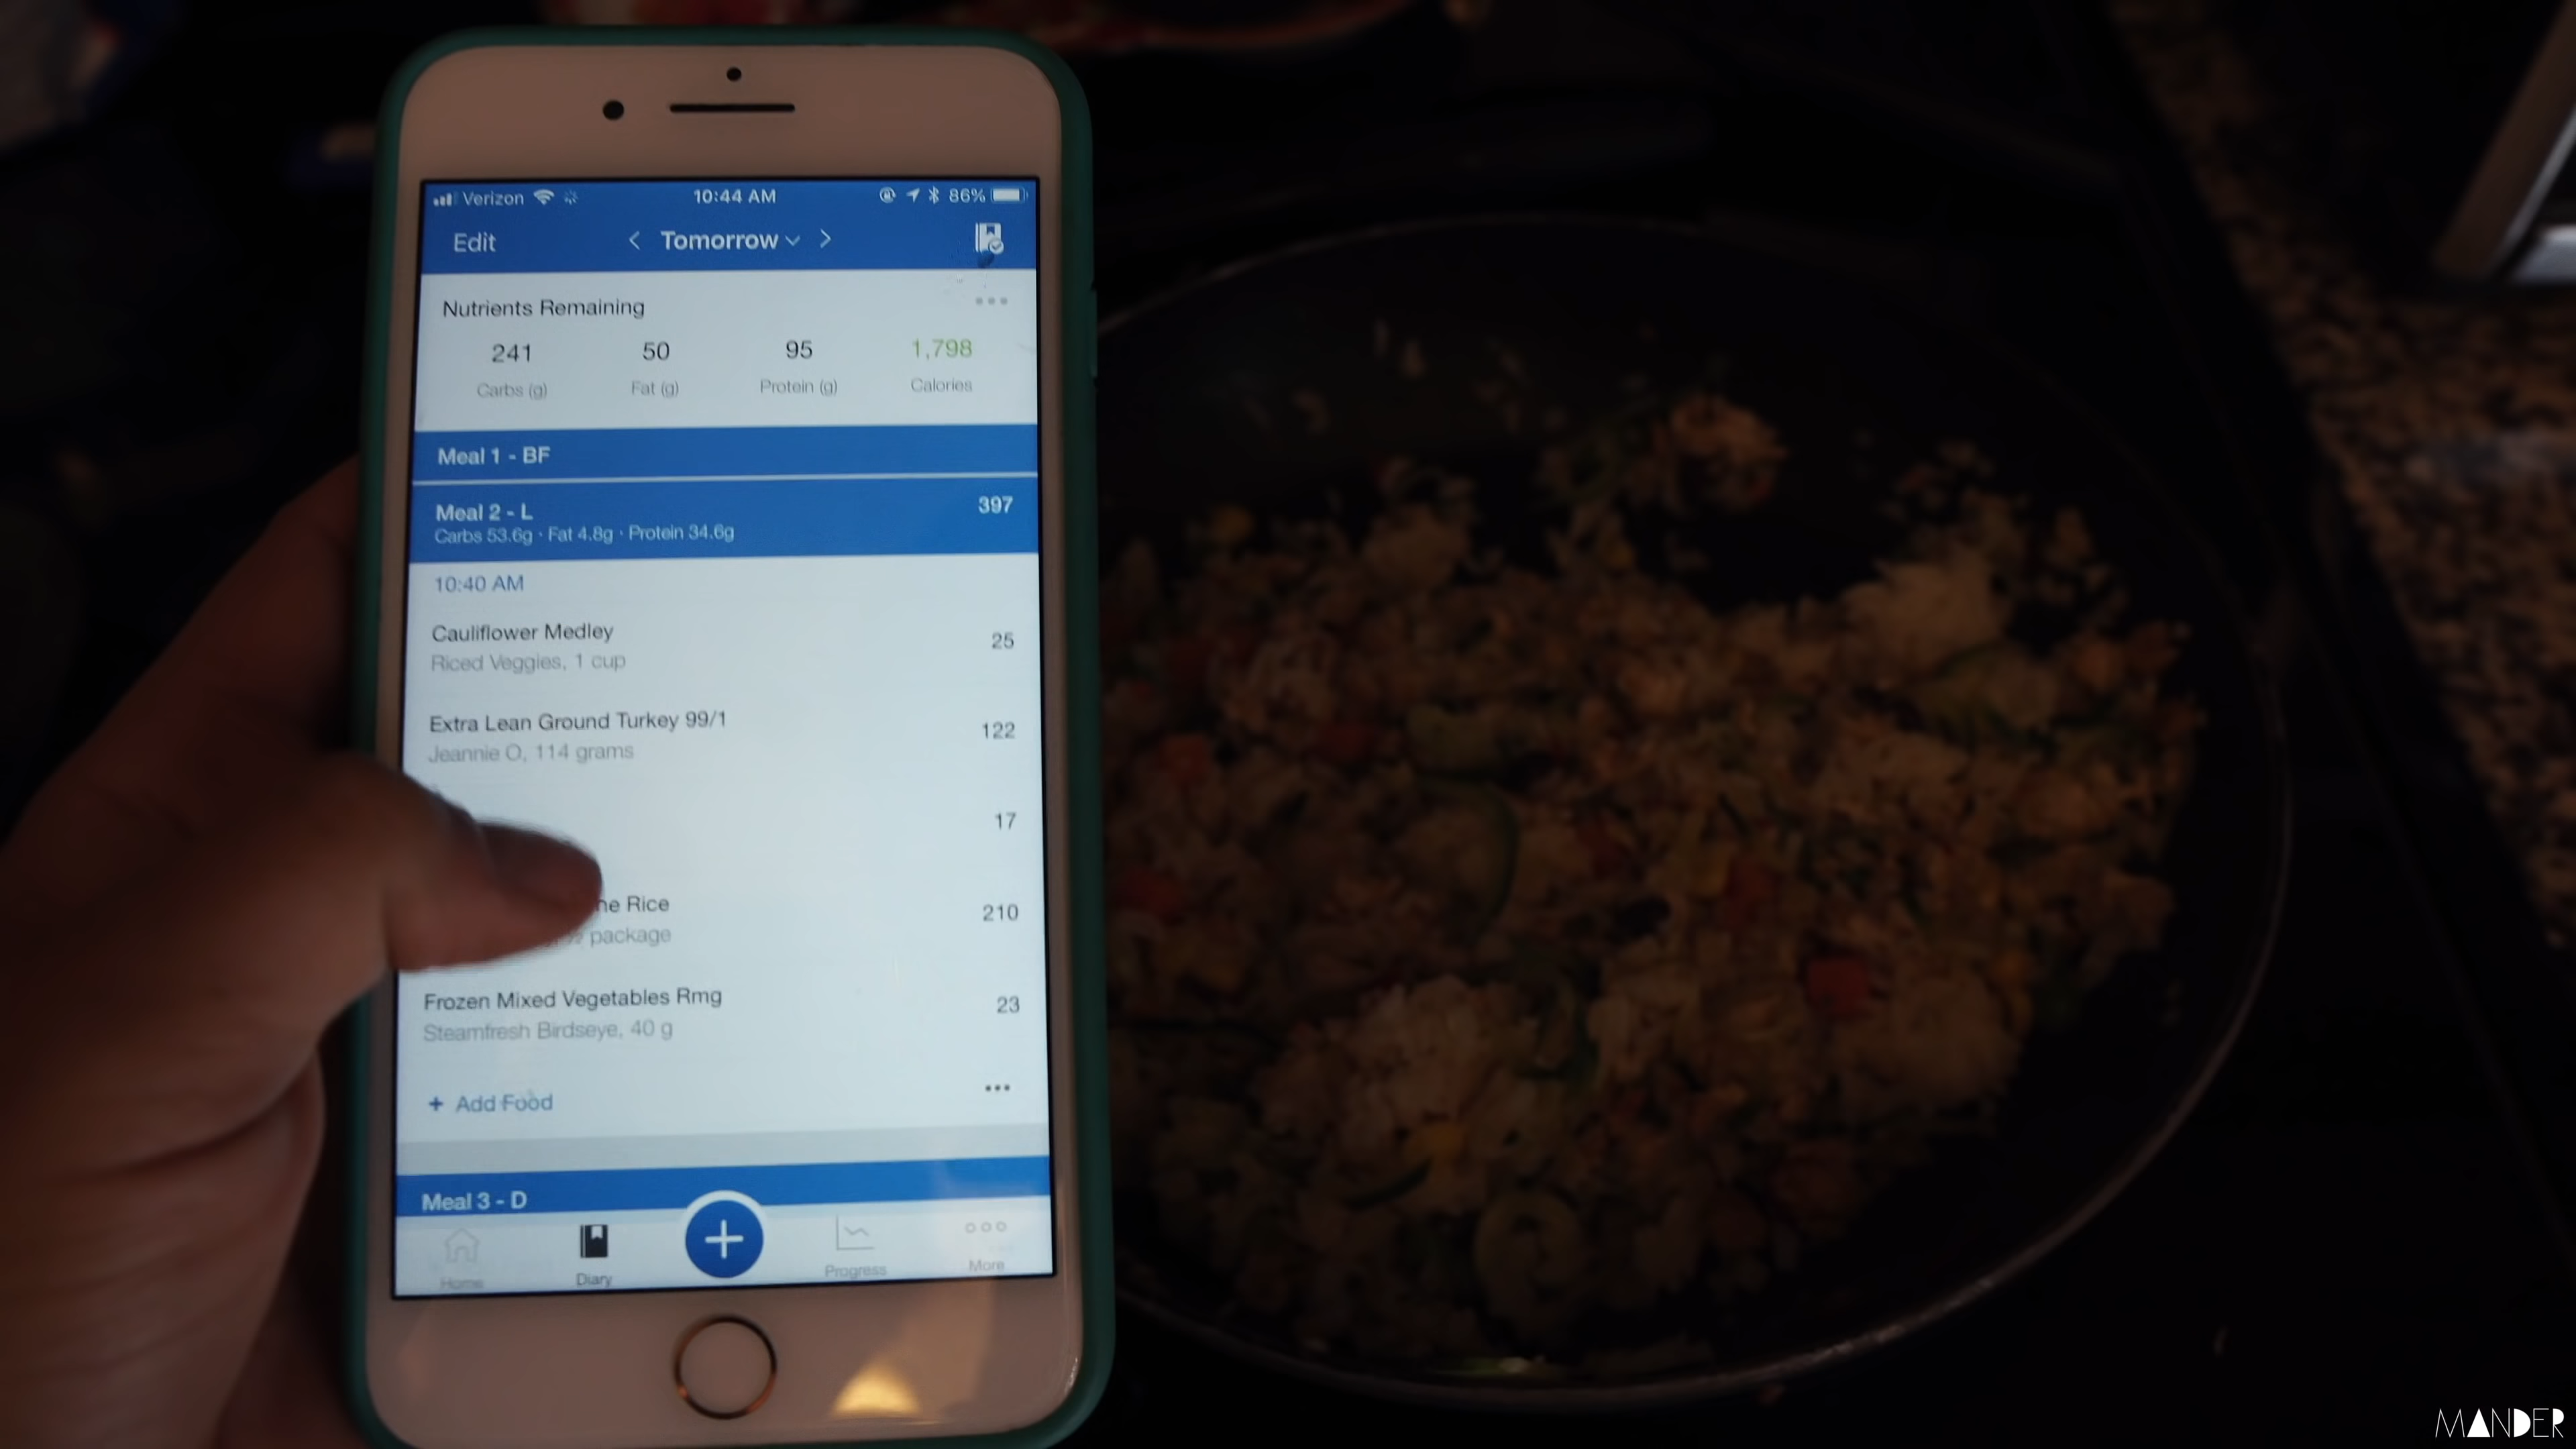 Verizon 10:44 AM 86%
Edit < Tomorrow >
Nutrients Remaining
241 50 95 1,798
Carbs (g) Fat (g) Protein (g) Calories
Meal 1 - BF
Meal 2 - L 397
Carbs 53.6g · Fat 4.8g · Protein 34.6g
10:40 AM
Cauliflower Medley 25
Riced Veggies, 1 cup
Extra Lean Ground Turkey 99/1 122
Jeannie O, 114 grams
17
Rice 210
package
Frozen Mixed Vegetables Rmg 23
Steamfresh Birdseye, 40 g
+ Add Food
Meal 3 - D
Home Diary Progress More
MANDER